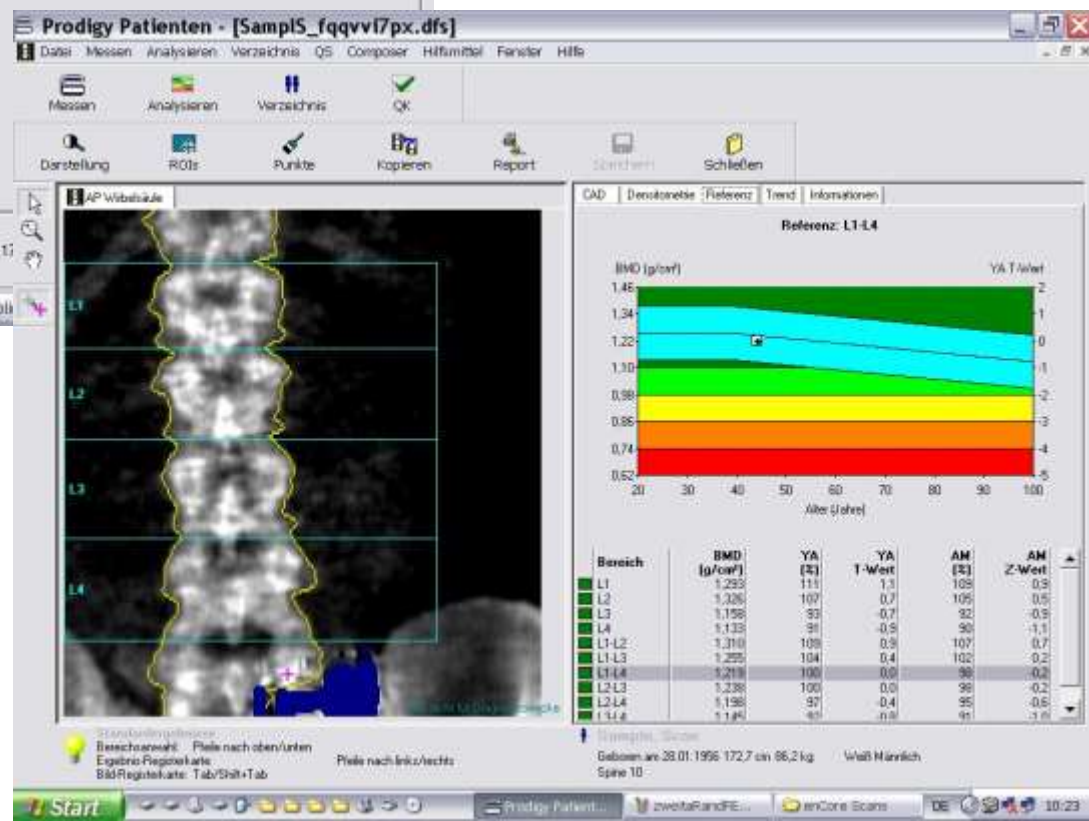 Prodigy Patienten - [SamplS_fqqvvl7px.dfs]
Datei Messen Analysieren Verzeichnis QS Composer Hilfsmittel Fenster Hilfe
Messen Analysieren Verzeichnis QK
Darstellung ROIs Punkte Kopieren Report Speichern Schließen
AP Wirbelsäule
CAD Densitometrie Referenz Trend Informationen
Referenz: L1-L4
BMD (g/cm²) YA T-Wert
1,46 2
1,34 1
1,22 0
1,10 -1
0,98 -2
0,86 -3
0,74 -4
0,62 -5
20 30 40 50 60 70 80 90 100
Alter (Jahre)
L1
L2
L3
L4
Bereich BMD (g/cm²) YA (%) YA T-Wert AM (%) AM Z-Wert
L1 1,293 111 1,1 109 0,9
L2 1,326 107 0,7 105 0,5
L3 1,158 93 -0,7 92 -0,9
L4 1,133 91 -0,9 90 -1,1
L1-L2 1,310 109 0,9 107 0,7
L1-L3 1,255 104 0,4 102 0,2
L1-L4 1,219 100 0,0 98 -0,2
L2-L3 1,238 100 0,0 98 -0,2
L2-L4 1,198 97 -0,4 95 -0,6
L3-L4 1,145 92 91 -1,0
Bereichsanwahl: Pfeile nach oben/unten
Ergebnis-Registerkarte: Pfeile nach links/rechts
Bild-Registerkarte: Tab/Shift+Tab
Geboren am 28.01.1956 172,7 cm 86,2 kg Weiß Männlich
Spine 10
Start Prodigy Patient... zweitaRandFE... enCore Scans DE 10:23